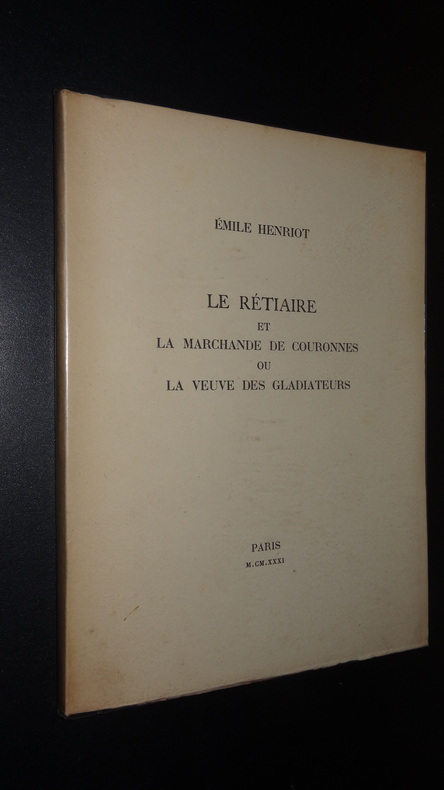 ÉMILE HENRIOT
LE RÉTIAIRE
ET
LA MARCHANDE DE COURONNES
OU
LA VEUVE DES GLADIATEURS
PARIS
M.CM.XXXI